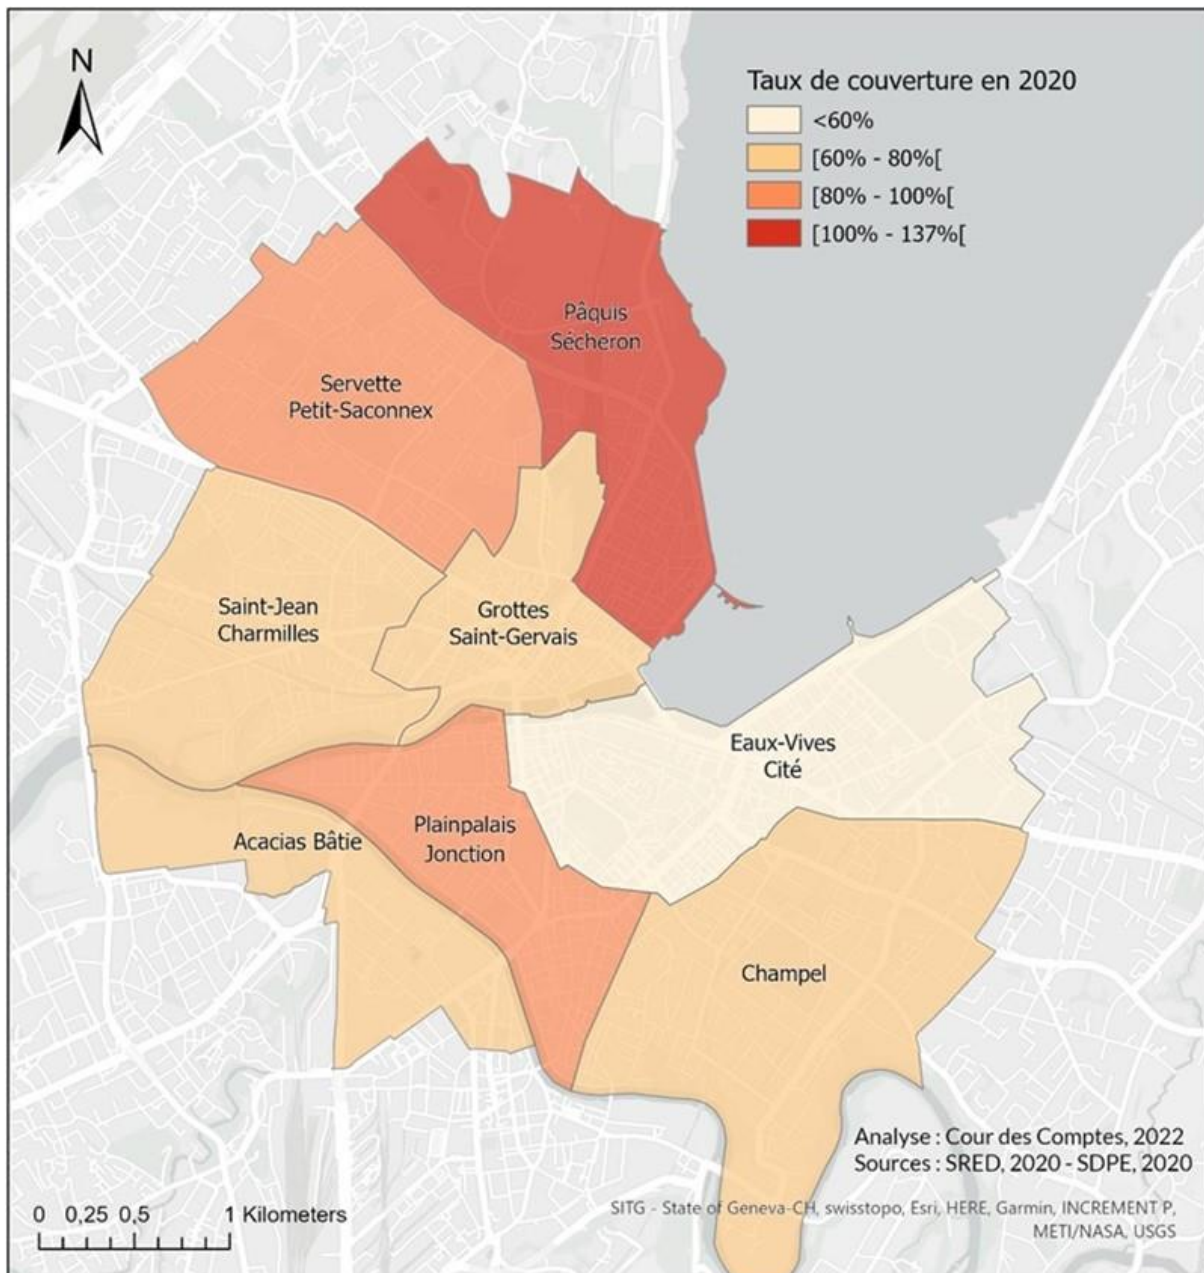 N
Taux de couverture en 2020
<60%
[60% - 80%[
[80% - 100%[
[100% - 137%[
Pâquis
Sécheron
Servette
Petit-Saconnex
Saint-Jean
Charmilles
Grottes
Saint-Gervais
Eaux-Vives
Cité
Plainpalais
Jonction
Acacias Bâtie
Champel
Analyse : Cour des Comptes, 2022
Sources : SRED, 2020 - SDPE, 2020
0 0,25 0,5 1 Kilometers
SITG - State of Geneva-CH, swisstopo, Esri, HERE, Garmin, INCREMENT P,
METI/NASA, USGS